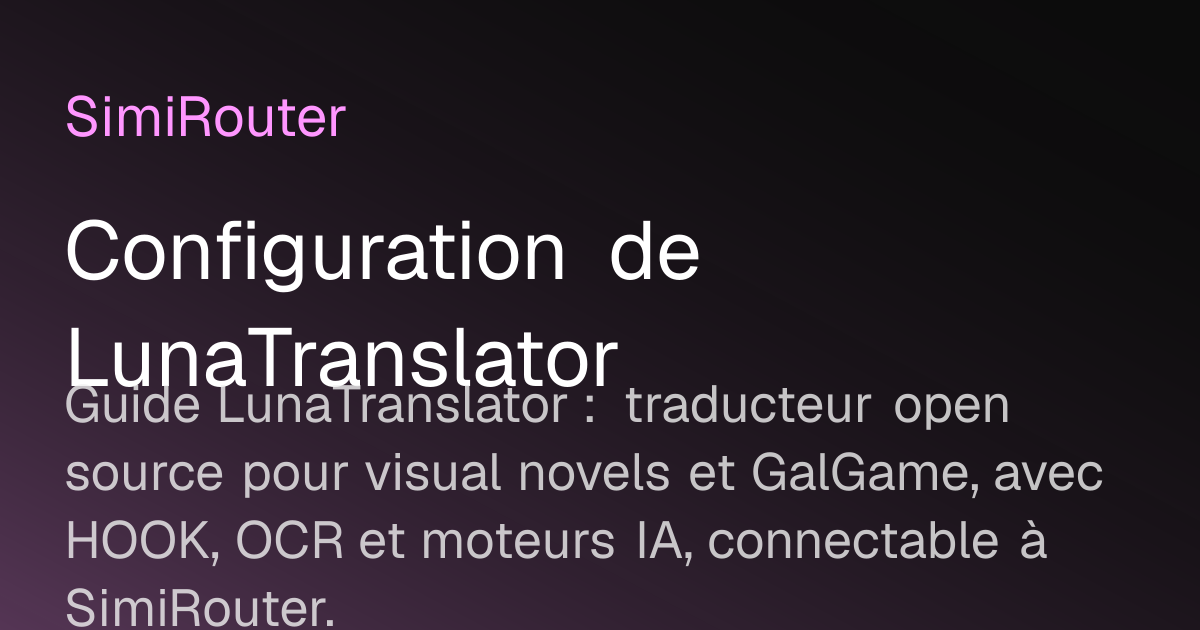 SimiRouter
Configuration de
LunaTranslator
Guide LunaTranslator : traducteur open
source pour visual novels et GalGame, avec
HOOK, OCR et moteurs IA, connectable à
SimiRouter.